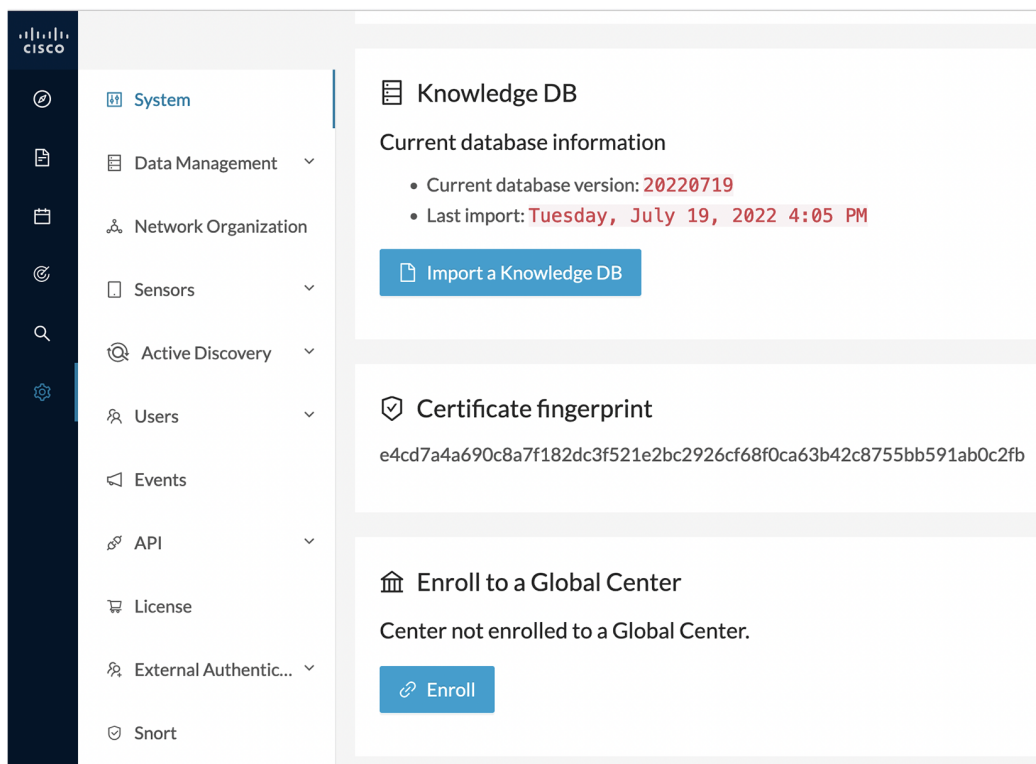 CISCO
System
Data Management
Network Organization
Sensors
Active Discovery
Users
Events
API
License
External Authentic...
Snort
Knowledge DB
Current database information
• Current database version: 20220719
• Last import: Tuesday, July 19, 2022 4:05 PM
Import a Knowledge DB
Certificate fingerprint
e4cd7a4a690c8a7f182dc3f521e2bc2926cf68f0ca63b42c8755bb591ab0c2fb
Enroll to a Global Center
Center not enrolled to a Global Center.
Enroll